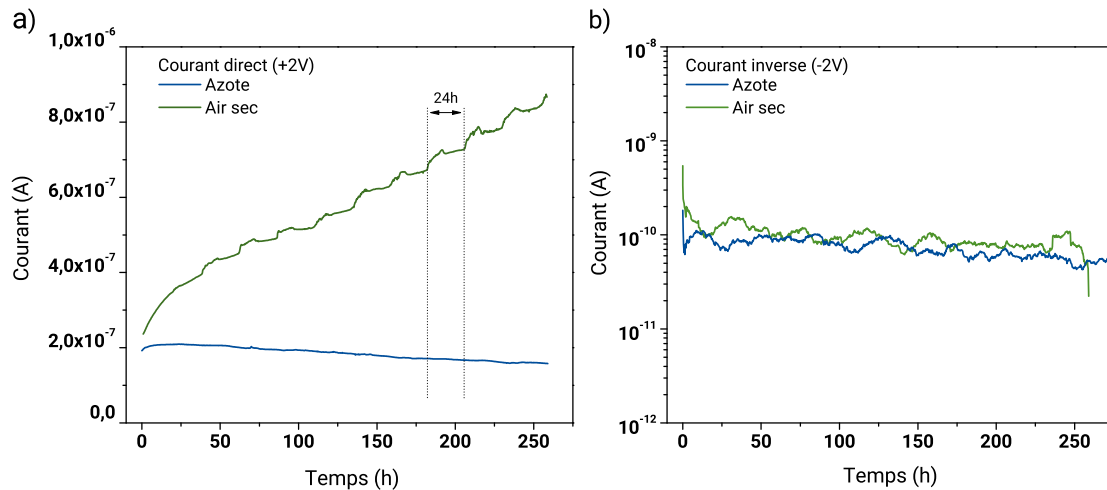 a)
Courant direct (+2V)
Azote
Air sec
24h
1,0x10⁻⁶
8,0x10⁻⁷
6,0x10⁻⁷
4,0x10⁻⁷
2,0x10⁻⁷
0,0
Courant (A)
0 50 100 150 200 250
Temps (h)
b)
Courant inverse (-2V)
Azote
Air sec
10⁻⁸
10⁻⁹
10⁻¹⁰
10⁻¹¹
10⁻¹²
Courant (A)
0 50 100 150 200 250
Temps (h)